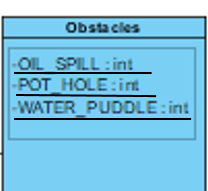 Obstacles
-OIL_SPILL : int
-POT_HOLE : int
-WATER_PUDDLE : int